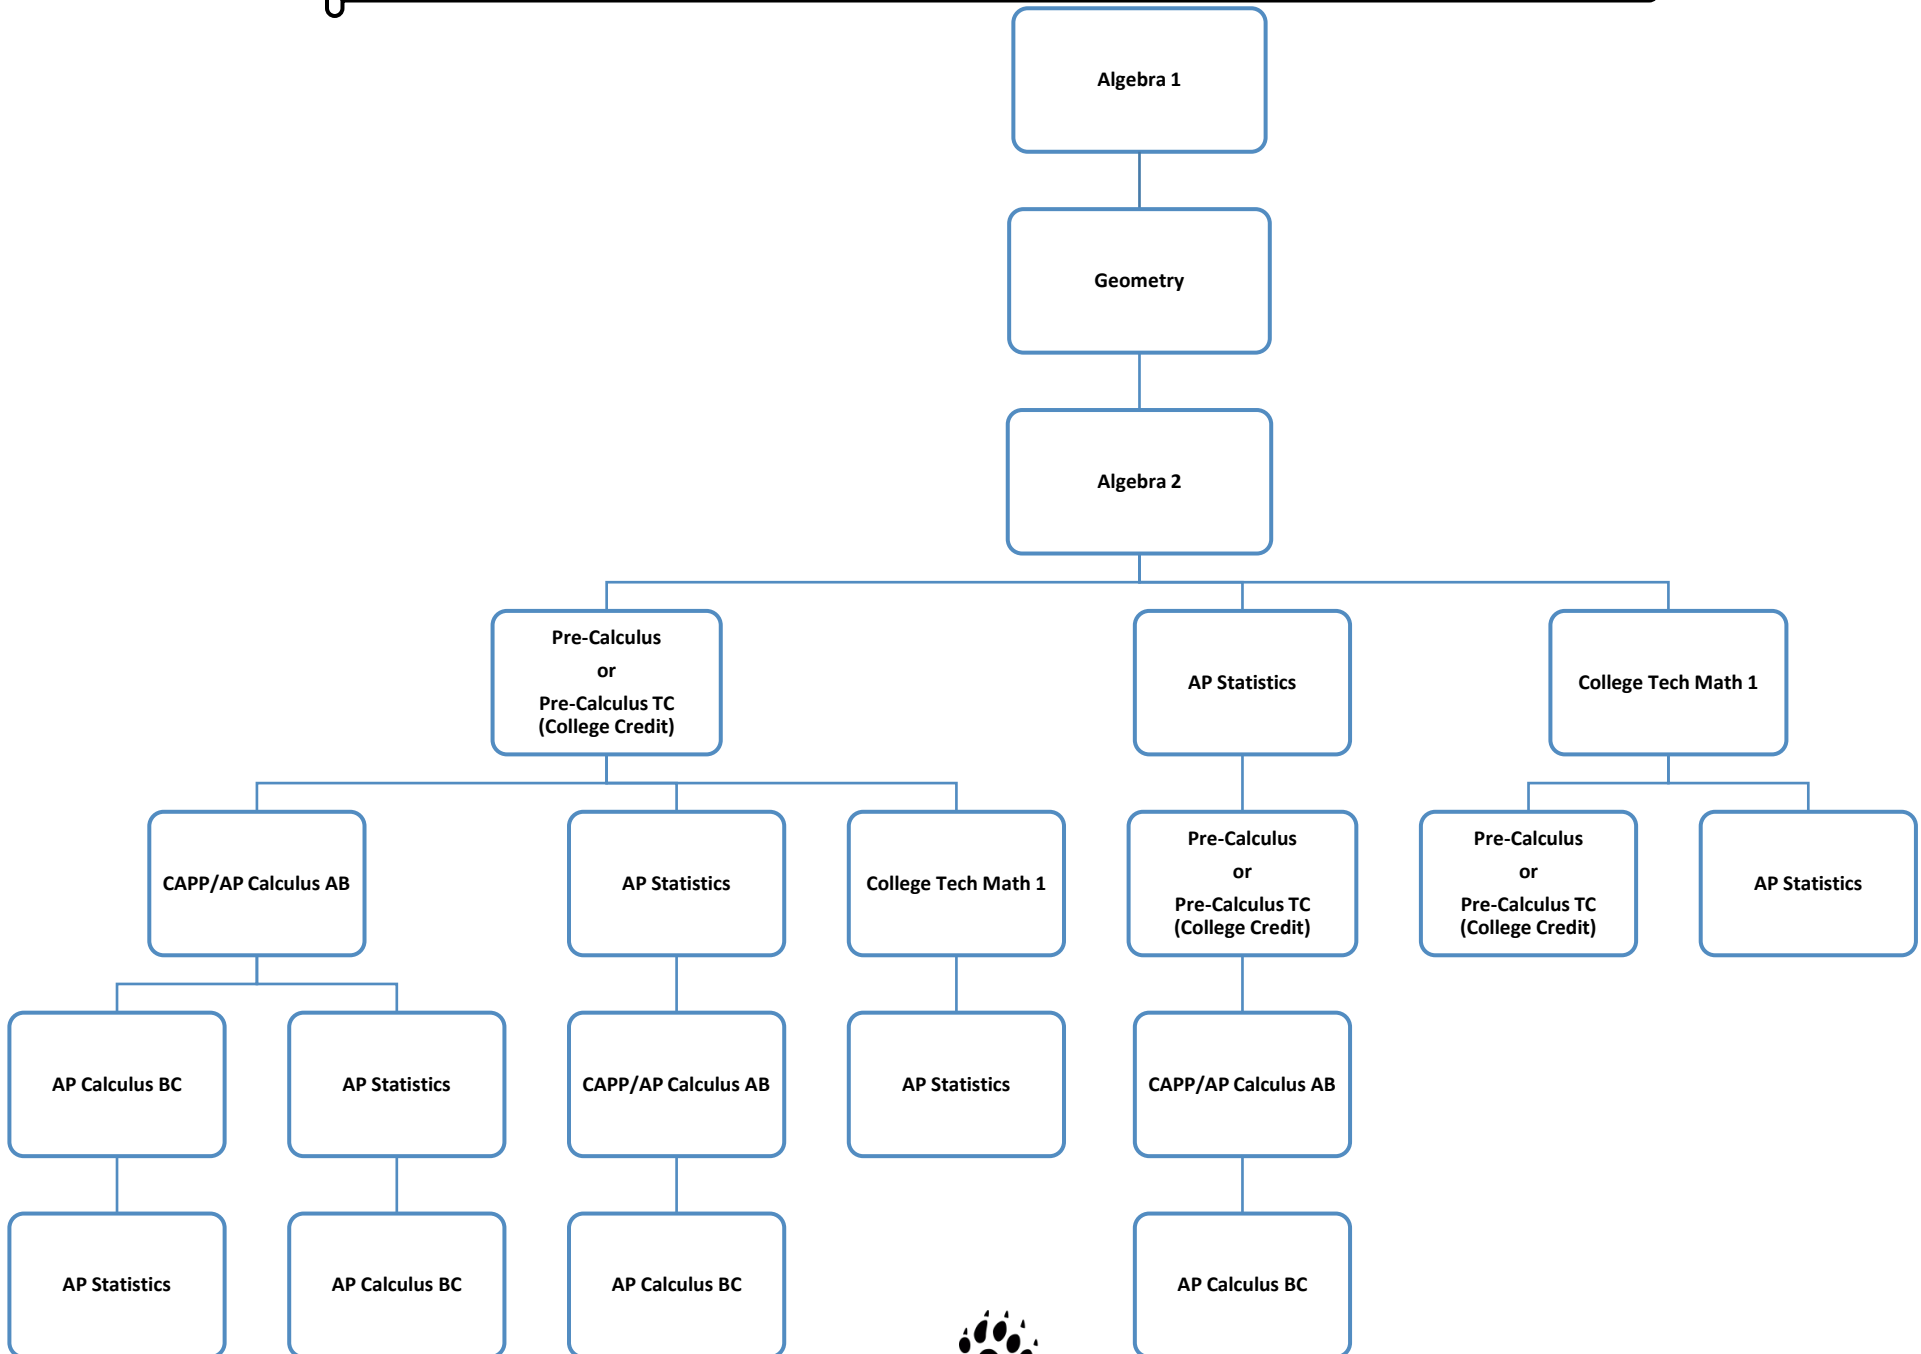 Algebra 1
Geometry
Algebra 2
Pre-Calculus
or
Pre-Calculus TC
(College Credit)
AP Statistics
College Tech Math 1
CAPP/AP Calculus AB
AP Statistics
College Tech Math 1
Pre-Calculus
or
Pre-Calculus TC
(College Credit)
Pre-Calculus
or
Pre-Calculus TC
(College Credit)
AP Statistics
AP Calculus BC
AP Statistics
CAPP/AP Calculus AB
AP Statistics
CAPP/AP Calculus AB
AP Statistics
AP Calculus BC
AP Calculus BC
AP Calculus BC